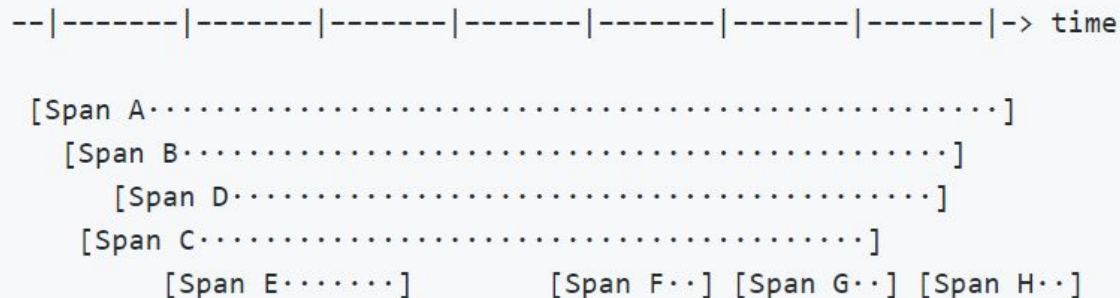 --|-------|-------|-------|-------|-------|-------|-------|-> time
[Span A···················································]
[Span B··············································]
[Span D··········································]
[Span C········································]
[Span E·······] [Span F··] [Span G··] [Span H··]